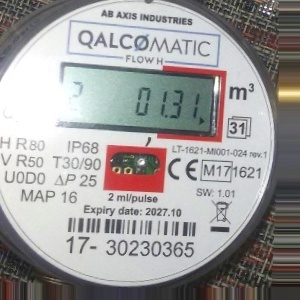 AB AXIS INDUSTRIES
QALCOMATIC
FLOW H
2 01.31 m³
31
H R80 IP68
V R50 T30/90
U0D0 ΔP 25
MAP 16
LT-1621-MI001-024 rev.1
CE M17 1621
SW: 1.01
2 ml/pulse
Expiry date: 2027.10
17- 30230365